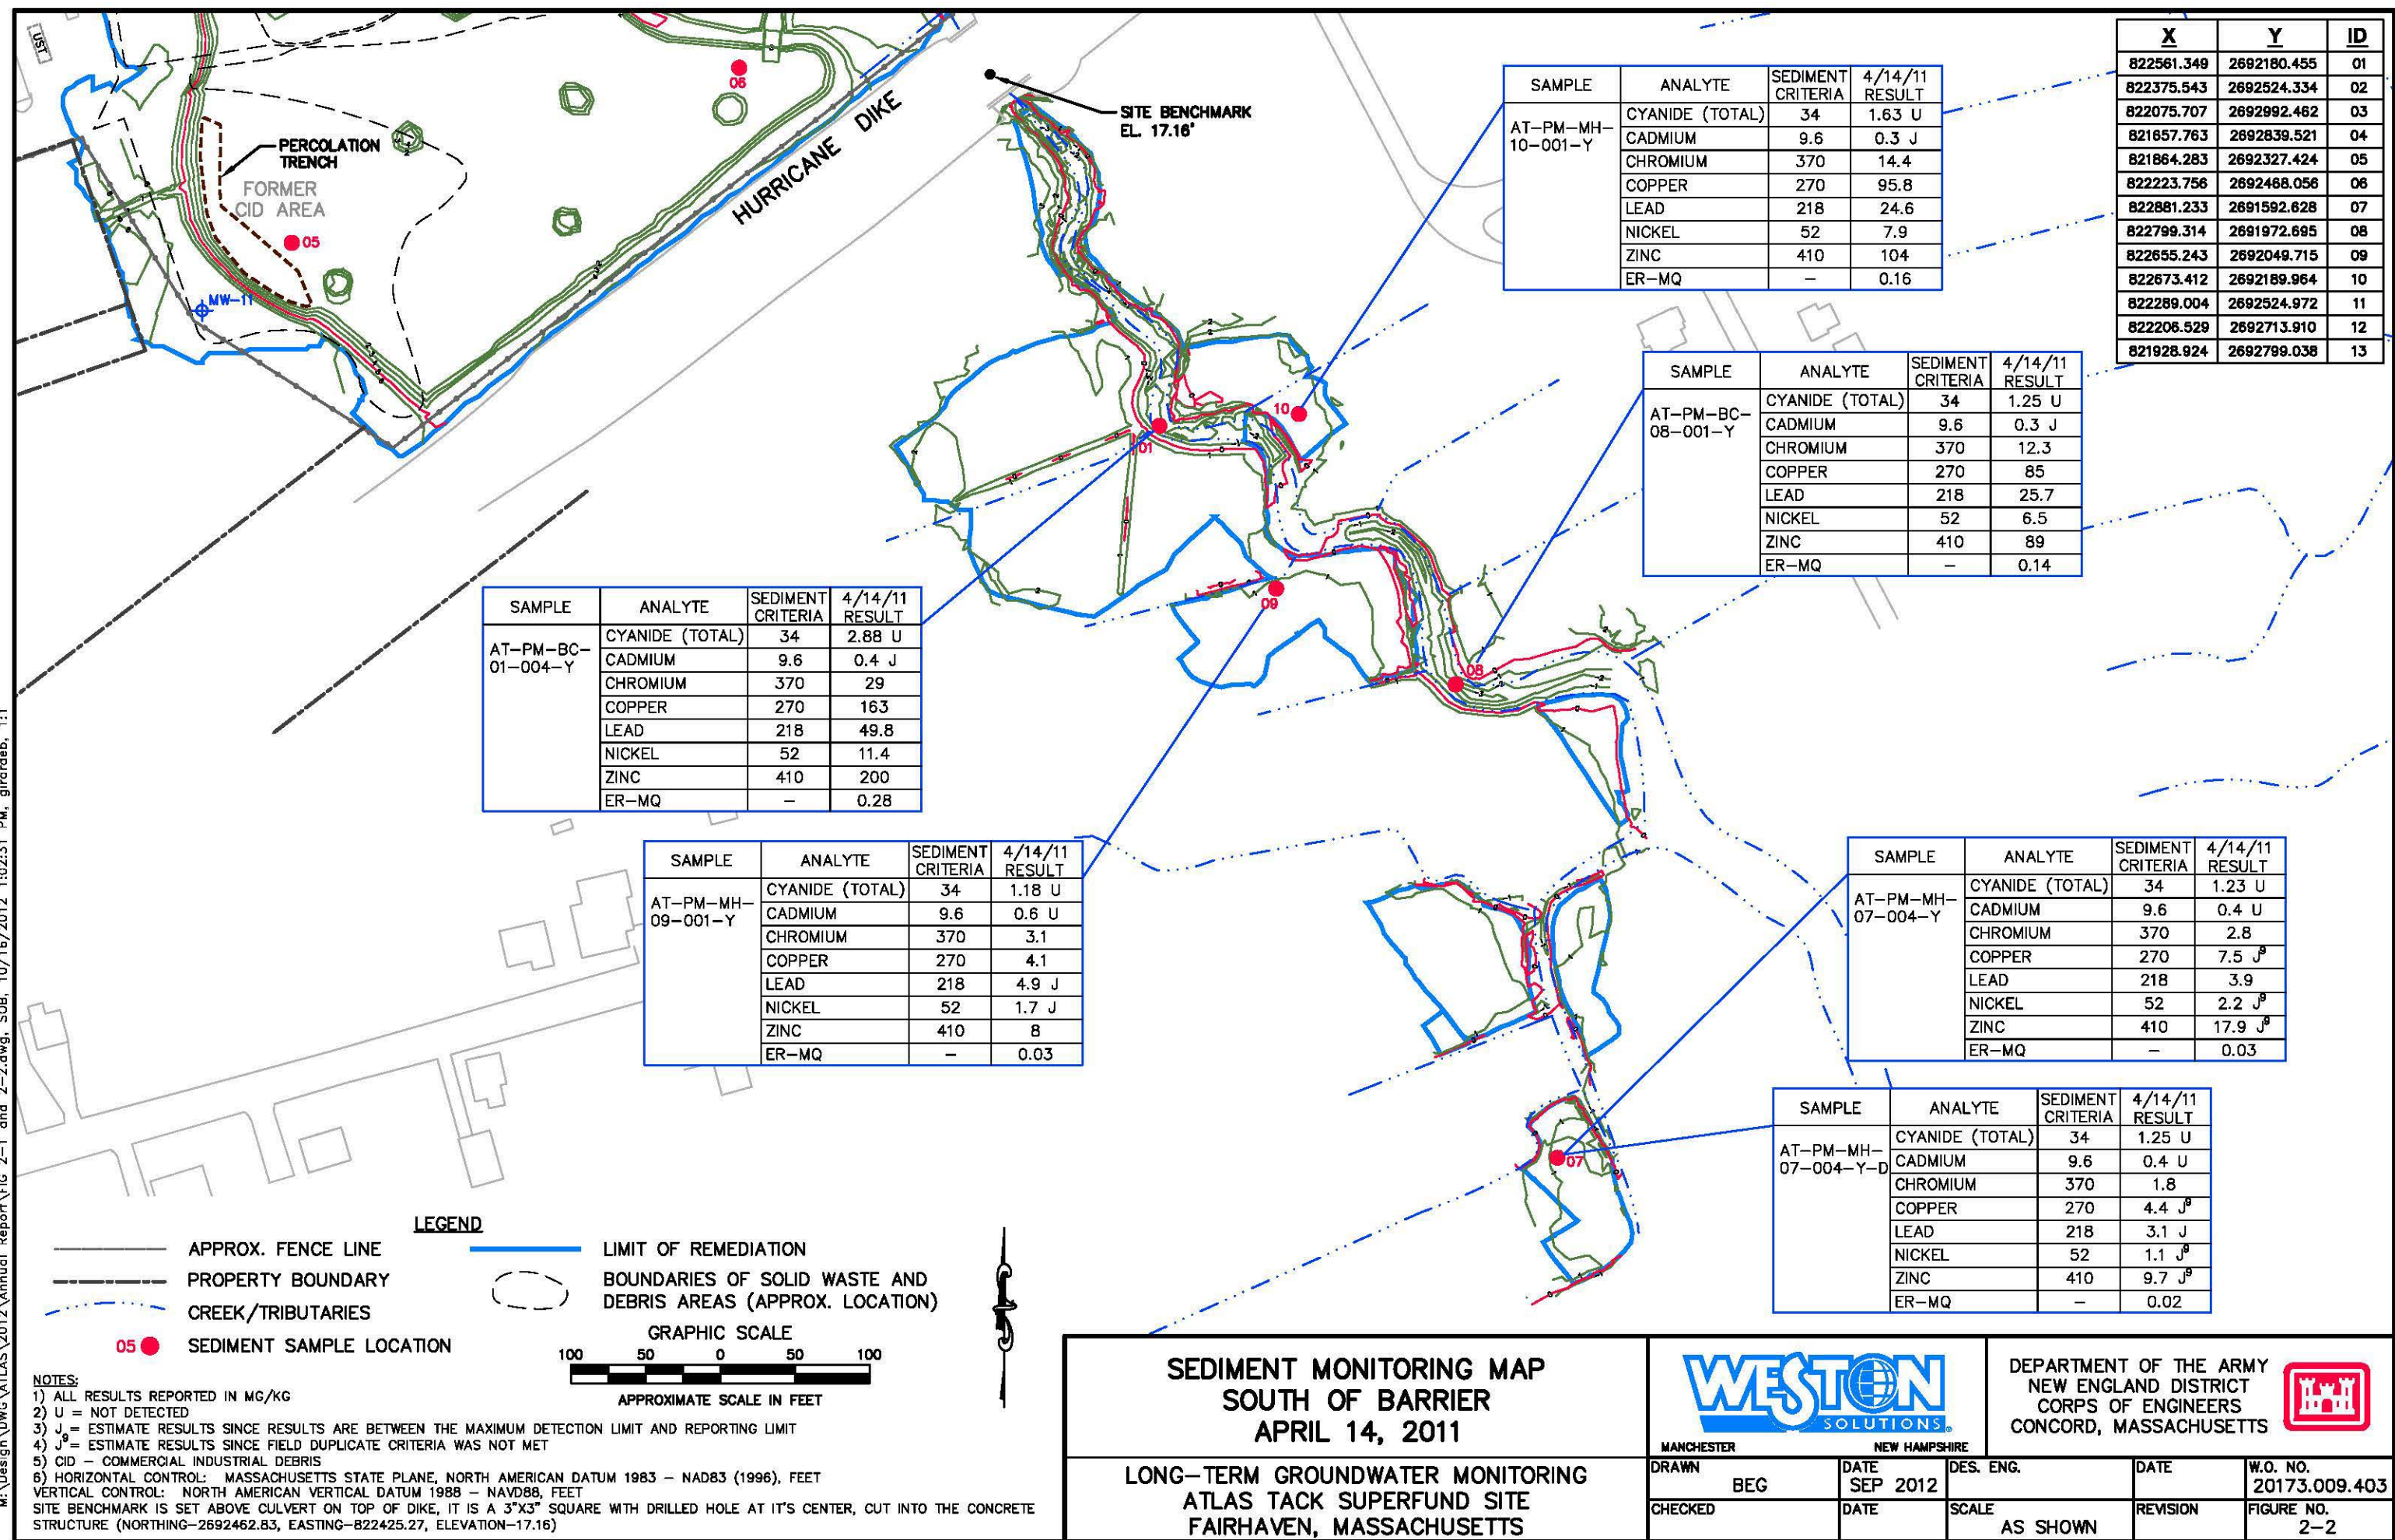 UST
PERCOLATION
TRENCH
FORMER
CID AREA
05
MW-11
06
HURRICANE DIKE
SITE BENCHMARK
EL. 17.16'
X Y ID
822561.349 2692180.455 01
822375.543 2692524.334 02
822075.707 2692992.462 03
821657.763 2692839.521 04
821864.283 2692327.424 05
822223.756 2692468.056 06
822881.233 2691592.628 07
822799.314 2691972.695 08
822655.243 2692049.715 09
822673.412 2692189.964 10
822289.004 2692524.972 11
822206.529 2692713.910 12
821928.924 2692799.038 13
SAMPLE ANALYTE SEDIMENT CRITERIA 4/14/11 RESULT
AT-PM-MH-10-001-Y
CYANIDE (TOTAL) 34 1.63 U
CADMIUM 9.6 0.3 J
CHROMIUM 370 14.4
COPPER 270 95.8
LEAD 218 24.6
NICKEL 52 7.9
ZINC 410 104
ER-MQ – 0.16
SAMPLE ANALYTE SEDIMENT CRITERIA 4/14/11 RESULT
AT-PM-BC-08-001-Y
CYANIDE (TOTAL) 34 1.25 U
CADMIUM 9.6 0.3 J
CHROMIUM 370 12.3
COPPER 270 85
LEAD 218 25.7
NICKEL 52 6.5
ZINC 410 89
ER-MQ – 0.14
10
01
09
08
07
SAMPLE ANALYTE SEDIMENT CRITERIA 4/14/11 RESULT
AT-PM-BC-01-004-Y
CYANIDE (TOTAL) 34 2.88 U
CADMIUM 9.6 0.4 J
CHROMIUM 370 29
COPPER 270 163
LEAD 218 49.8
NICKEL 52 11.4
ZINC 410 200
ER-MQ – 0.28
SAMPLE ANALYTE SEDIMENT CRITERIA 4/14/11 RESULT
AT-PM-MH-09-001-Y
CYANIDE (TOTAL) 34 1.18 U
CADMIUM 9.6 0.6 U
CHROMIUM 370 3.1
COPPER 270 4.1
LEAD 218 4.9 J
NICKEL 52 1.7 J
ZINC 410 8
ER-MQ – 0.03
SAMPLE ANALYTE SEDIMENT CRITERIA 4/14/11 RESULT
AT-PM-MH-07-004-Y
CYANIDE (TOTAL) 34 1.23 U
CADMIUM 9.6 0.4 U
CHROMIUM 370 2.8
COPPER 270 7.5 J⁹
LEAD 218 3.9
NICKEL 52 2.2 J⁹
ZINC 410 17.9 J⁹
ER-MQ – 0.03
SAMPLE ANALYTE SEDIMENT CRITERIA 4/14/11 RESULT
AT-PM-MH-07-004-Y-D
CYANIDE (TOTAL) 34 1.25 U
CADMIUM 9.6 0.4 U
CHROMIUM 370 1.8
COPPER 270 4.4 J⁹
LEAD 218 3.1 J
NICKEL 52 1.1 J⁹
ZINC 410 9.7 J⁹
ER-MQ – 0.02
LEGEND
APPROX. FENCE LINE
PROPERTY BOUNDARY
CREEK/TRIBUTARIES
05 SEDIMENT SAMPLE LOCATION
LIMIT OF REMEDIATION
BOUNDARIES OF SOLID WASTE AND
DEBRIS AREAS (APPROX. LOCATION)
GRAPHIC SCALE
100 50 0 50 100
APPROXIMATE SCALE IN FEET
NOTES:
1) ALL RESULTS REPORTED IN MG/KG
2) U = NOT DETECTED
3) J = ESTIMATE RESULTS SINCE RESULTS ARE BETWEEN THE MAXIMUM DETECTION LIMIT AND REPORTING LIMIT
4) J⁹ = ESTIMATE RESULTS SINCE FIELD DUPLICATE CRITERIA WAS NOT MET
5) CID – COMMERCIAL INDUSTRIAL DEBRIS
6) HORIZONTAL CONTROL: MASSACHUSETTS STATE PLANE, NORTH AMERICAN DATUM 1983 – NAD83 (1996), FEET
VERTICAL CONTROL: NORTH AMERICAN VERTICAL DATUM 1988 – NAVD88, FEET
SITE BENCHMARK IS SET ABOVE CULVERT ON TOP OF DIKE, IT IS A 3"X3" SQUARE WITH DRILLED HOLE AT IT'S CENTER, CUT INTO THE CONCRETE
STRUCTURE (NORTHING-2692462.83, EASTING-822425.27, ELEVATION-17.16)
SEDIMENT MONITORING MAP
SOUTH OF BARRIER
APRIL 14, 2011
LONG-TERM GROUNDWATER MONITORING
ATLAS TACK SUPERFUND SITE
FAIRHAVEN, MASSACHUSETTS
WESTON
SOLUTIONS®
MANCHESTER NEW HAMPSHIRE
DEPARTMENT OF THE ARMY
NEW ENGLAND DISTRICT
CORPS OF ENGINEERS
CONCORD, MASSACHUSETTS
DRAWN BEG
DATE SEP 2012
DES. ENG.
DATE
W.O. NO. 20173.009.403
CHECKED
DATE
SCALE AS SHOWN
REVISION
FIGURE NO. 2-2